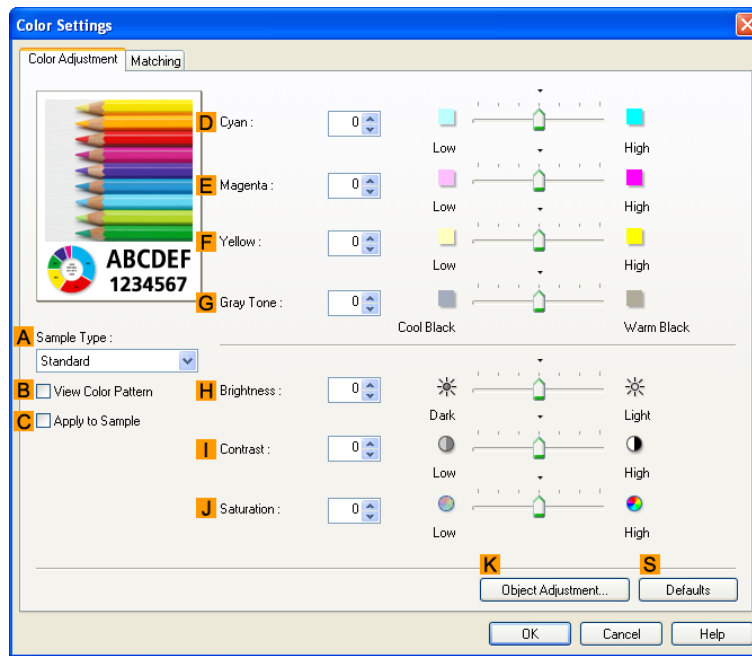 Color Settings
Color Adjustment Matching
D Cyan : 0 Low High
E Magenta : 0 Low High
F Yellow : 0 Low High
ABCDEF
1234567
G Gray Tone : 0 Cool Black Warm Black
A Sample Type :
Standard
B View Color Pattern
C Apply to Sample
H Brightness : 0 Dark Light
I Contrast : 0 Low High
J Saturation : 0 Low High
K S
Object Adjustment... Defaults
OK Cancel Help